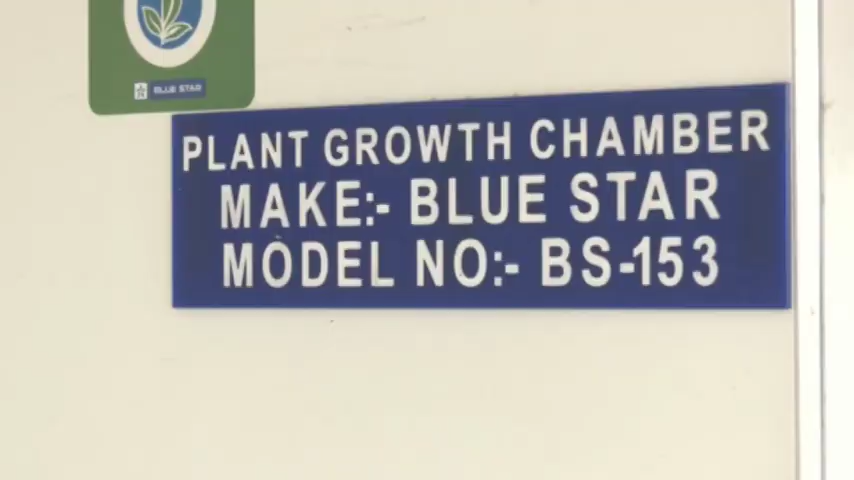 BLUE STAR
PLANT GROWTH CHAMBER
MAKE:- BLUE STAR
MODEL NO:- BS-153